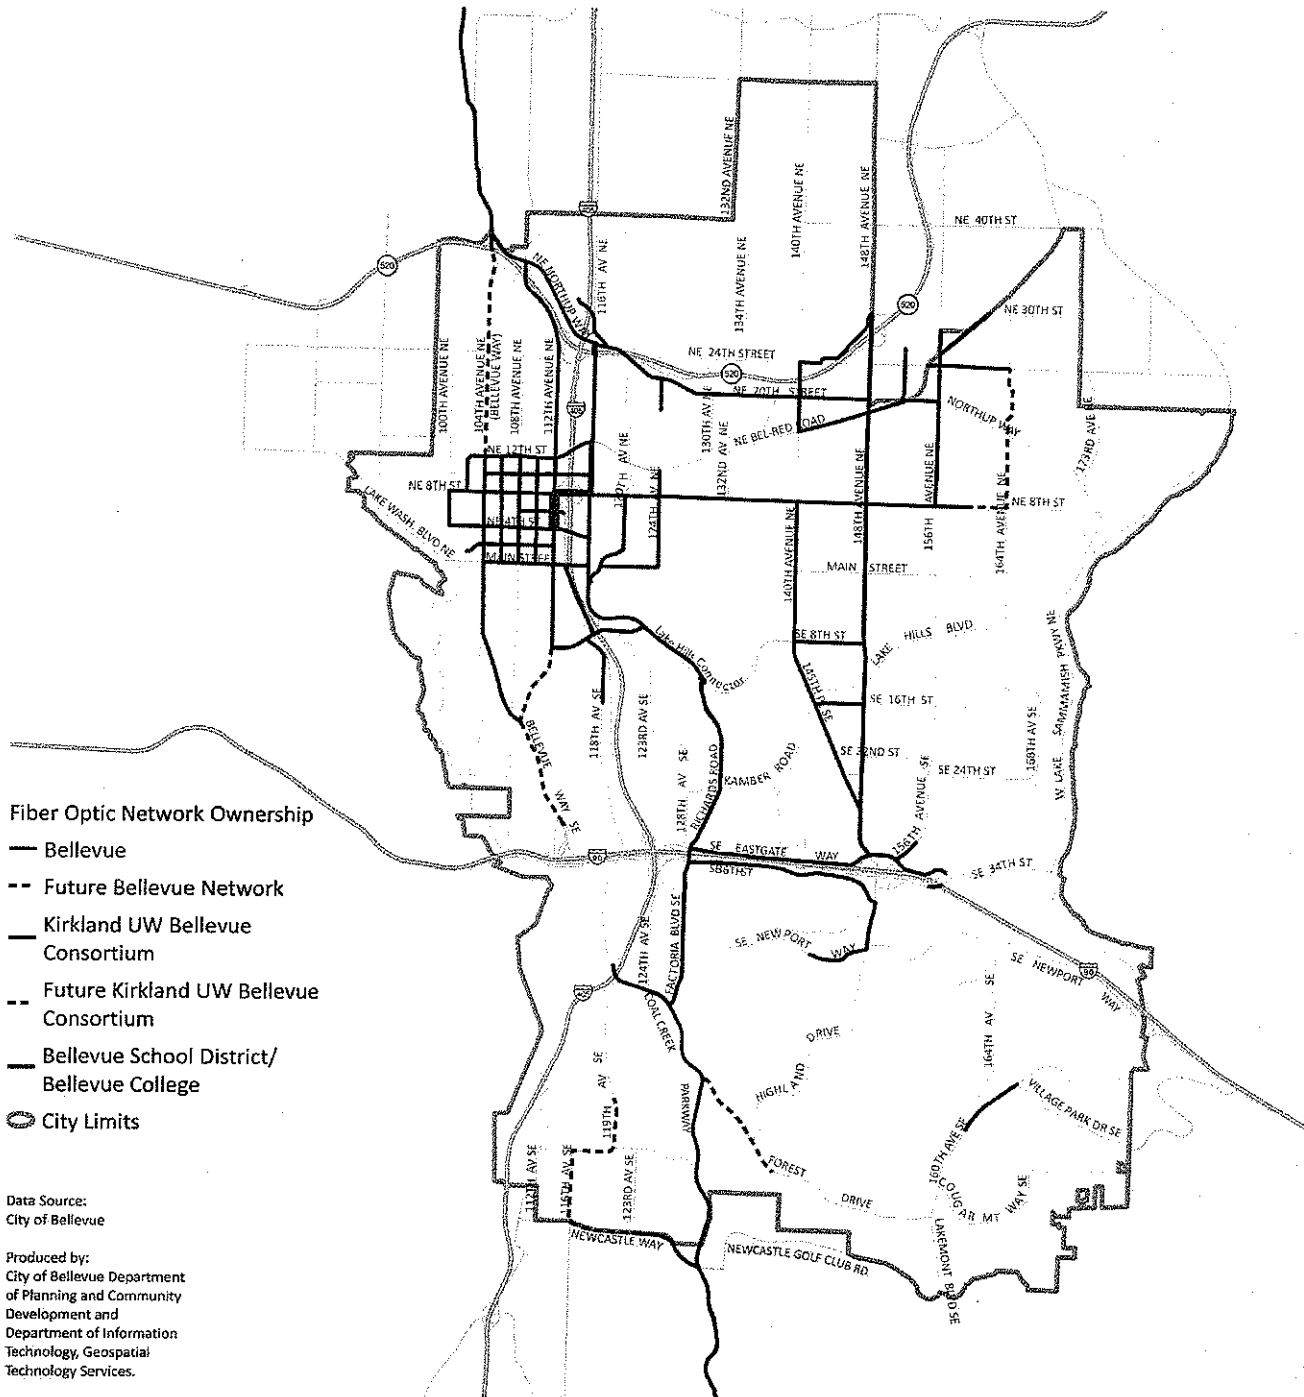 132ND AVENUE NE
140TH AVENUE NE
148TH AVENUE NE
NE 40TH ST
405
520
NE NORTHUP WAY
116TH AV NE
134TH AVENUE NE
520
NE 30TH ST
NE 24TH STREET
520
100TH AVENUE NE
104TH AVENUE NE
(BELLEVUE WAY)
108TH AVENUE NE
112TH AVENUE NE
405
NE 20TH STREET
130TH AV NE
NE BEL-RED ROAD
NORTHUP WAY
173RD AVE NE
NE 12TH ST
NE 8TH ST
LAKE WASH. BLVD NE
NE 4TH ST
MAIN STREET
124TH AV NE
132ND AV NE
140TH AVENUE NE
148TH AVENUE NE
156TH AVENUE NE
164TH AVENUE NE
NE 8TH ST
MAIN STREET
SE 8TH ST
LAKE HILLS BLVD
Lake Hills Connector
145TH PL SE
SE 16TH ST
W LAKE SAMMAMISH PKWY NE
118TH AV SE
123RD AV SE
BELLEVUE WAY SE
128TH AV SE
RICHARDS ROAD
KAMBER ROAD
SE 22ND ST
156TH AVENUE SE
SE 24TH ST
168TH AV SE
90
SE EASTGATE WAY
SE 34TH ST
124TH AV SE
FACTORIA BLVD SE
SE NEWPORT WAY
SE NEWPORT WAY
90
COAL CREEK
PARKWAY
HIGHLAND DRIVE
164TH AV SE
VILLAGE PARK DR SE
160TH AVE SE
COUGAR MT WAY SE
LAKEMONT BLVD SE
FOREST DRIVE
119TH AV SE
112TH AV SE
116TH AV SE
123RD AV SE
NEWCASTLE WAY
NEWCASTLE GOLF CLUB RD
Fiber Optic Network Ownership
Bellevue
Future Bellevue Network
Kirkland UW Bellevue
Consortium
Future Kirkland UW Bellevue
Consortium
Bellevue School District/
Bellevue College
City Limits
Data Source:
City of Bellevue
Produced by:
City of Bellevue Department
of Planning and Community
Development and
Department of Information
Technology, Geospatial
Technology Services.